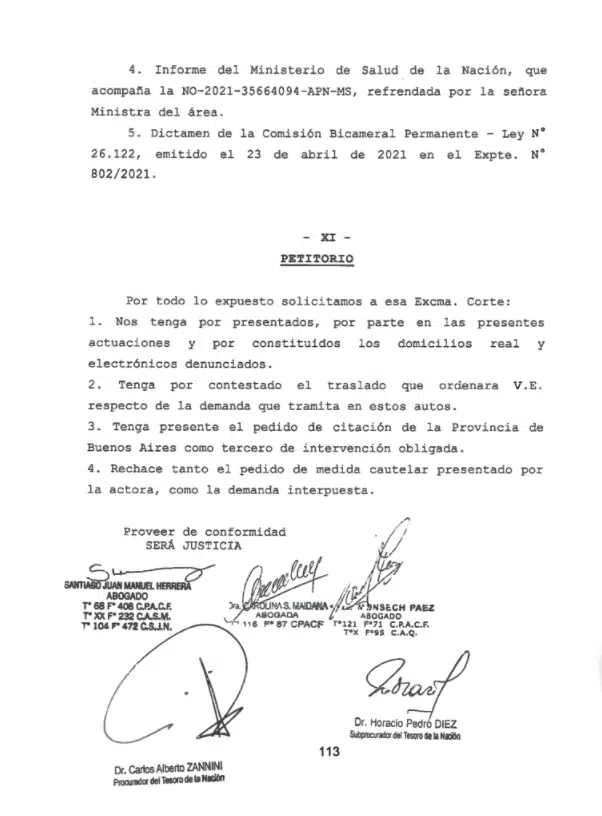 4. Informe del Ministerio de Salud de la Nación, que
acompaña la NO-2021-35664094-APN-MS, refrendada por la señora
Ministra del área.
5. Dictamen de la Comisión Bicameral Permanente - Ley N°
26.122, emitido el 23 de abril de 2021 en el Expte. N°
802/2021.
- XI -
PETITORIO
Por todo lo expuesto solicitamos a esa Excma. Corte:
1. Nos tenga por presentados, por parte en las presentes
actuaciones y por constituidos los domicilios real y
electrónicos denunciados.
2. Tenga por contestado el traslado que ordenara V.E.
respecto de la demanda que tramita en estos autos.
3. Tenga presente el pedido de citación de la Provincia de
Buenos Aires como tercero de intervención obligada.
4. Rechace tanto el pedido de medida cautelar presentado por
la actora, como la demanda interpuesta.
Proveer de conformidad
SERÁ JUSTICIA
SANTIAGO JUAN MANUEL HERRERA
ABOGADO
T° 68 F° 408 C.P.A.C.F.
T° XX F° 232 C.A.S.M.
T° 104 F° 472 C.S.J.N.
Dra. CAROLINA S. MAIDANA
ABOGADA
T° 118 F° 87 CPACF
PAEZ
ABOGADO
T°121 F°71 C.P.A.C.F.
T°X F°95 C.A.Q.
Dr. Horacio Pedro DIEZ
Subprocurador del Tesoro de la Nación
113
Dr. Carlos Alberto ZANNINI
Procurador del Tesoro de la Nación